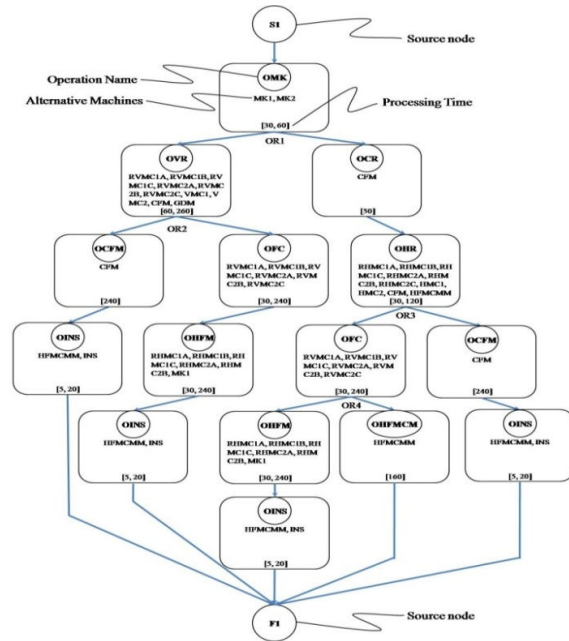 S1
Source node
Operation Name
OMK
Alternative Machines
MK1, MK2
Processing Time
[30, 60]
OR1
OVR
RVMC1A, RVMC1B, RV
MC1C, RVMC2A, RVMC
2B, RVMC2C, VMC1, V
MC2, CFM, GDM
[60, 260]
OCR
CFM
[50]
OR2
OCFM
CFM
[240]
OFC
RVMC1A, RVMC1B, RV
MC1C, RVMC2A, RVM
C2B, RVMC2C
[30, 240]
OHR
RHMC1A, RHMC1B, RH
MC1C, RHMC2A, RHMC
2B, RHMC2C, HMC1,
HMC2, CFM, HFMCMM
[30, 120]
OR3
OINS
HFMCMM, INS
[5, 20]
OHFM
RHMC1A, RHMC1B, RH
MC1C, RHMC2A, RHM
C2B, MK1
[30, 240]
OFC
RVMC1A, RVMC1B, RV
MC1C, RVMC2A, RVM
C2B, RVMC2C
[30, 240]
OCFM
CFM
[240]
OR4
OINS
HFMCMM, INS
[5, 20]
OHFM
RHMC1A, RHMC1B, RH
MC1C, RHMC2A, RHM
C2B, MK1
[30, 240]
OHFMCM
HFMCMM
[160]
OINS
HFMCMM, INS
[5, 20]
OINS
HFMCMM, INS
[5, 20]
F1
Source node